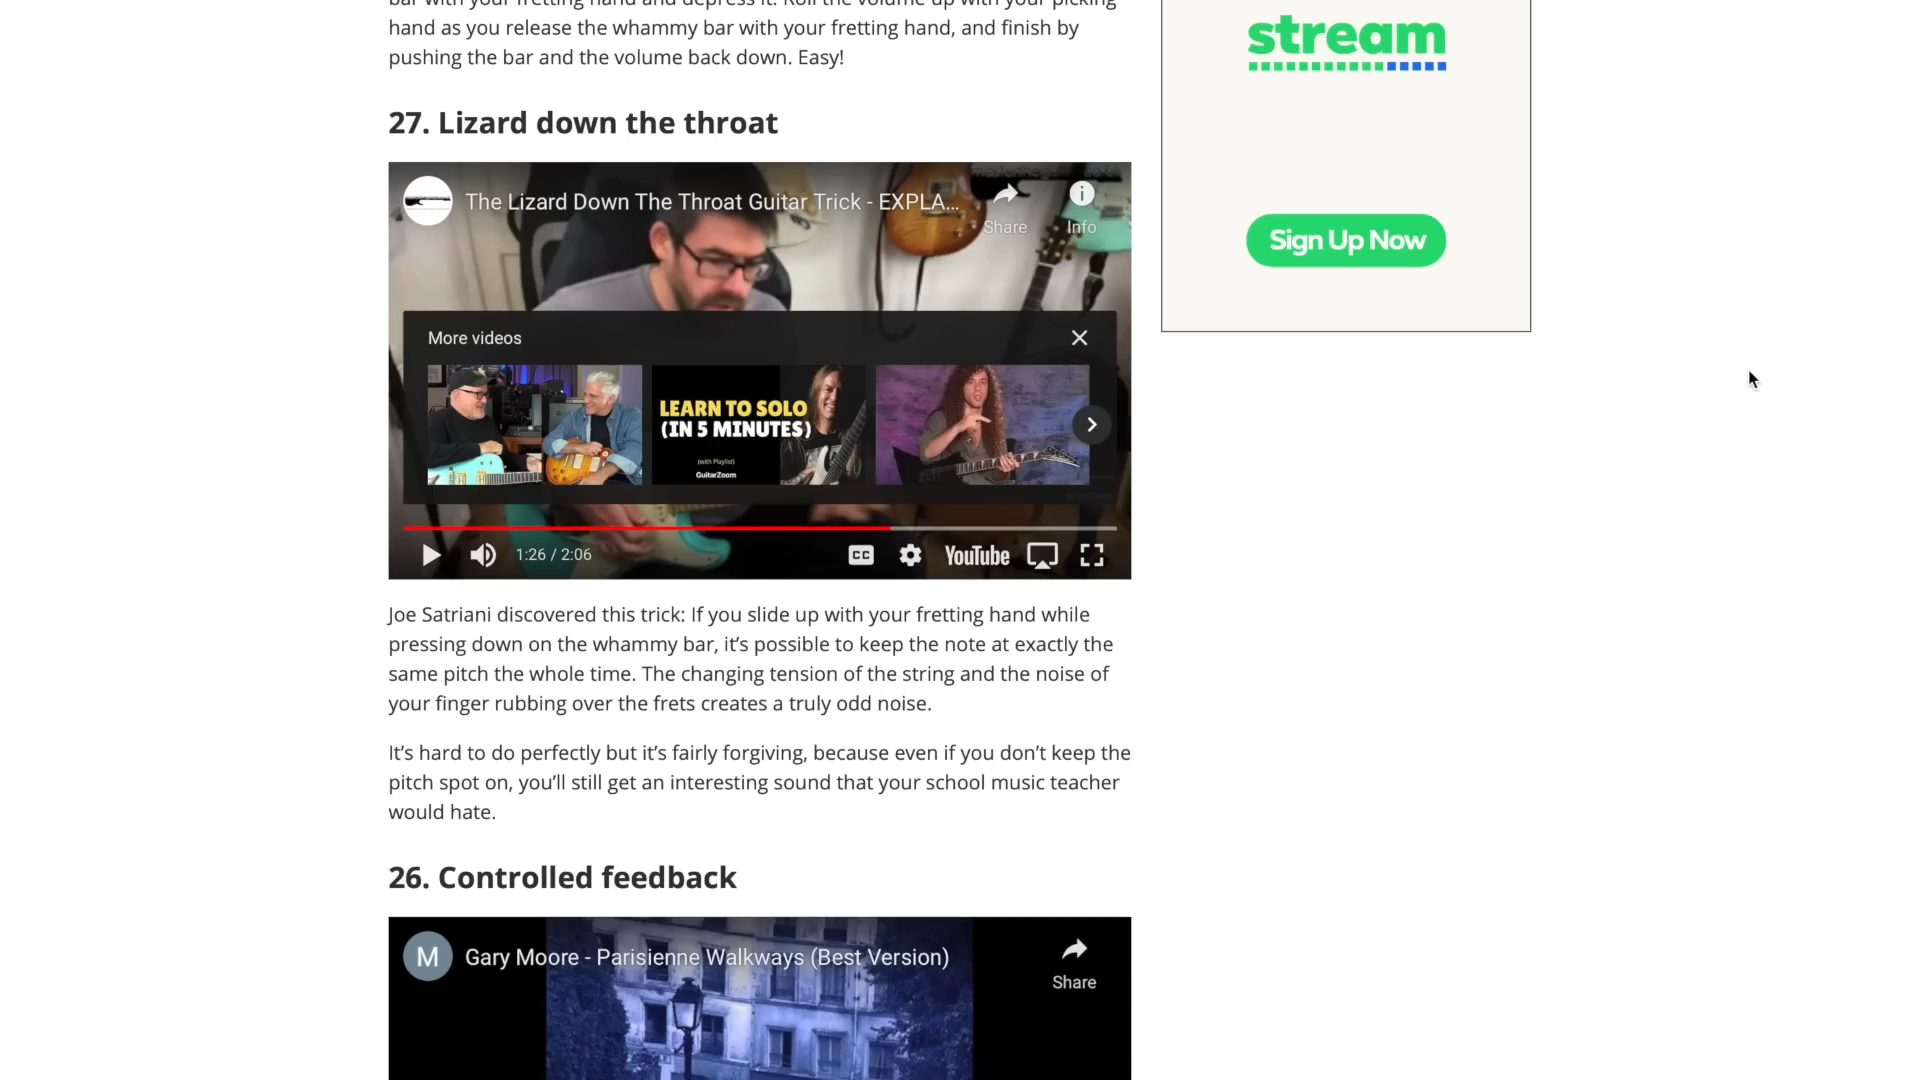 hand as you release the whammy bar with your fretting hand, and finish by
pushing the bar and the volume back down. Easy!
stream
Sign Up Now
27. Lizard down the throat
The Lizard Down The Throat Guitar Trick - EXPLA...
Share
Info
More videos
LEARN TO SOLO
(IN 5 MINUTES)
(with Playlist)
GuitarZoom
1:26 / 2:06
CC
YouTube
Joe Satriani discovered this trick: If you slide up with your fretting hand while
pressing down on the whammy bar, it’s possible to keep the note at exactly the
same pitch the whole time. The changing tension of the string and the noise of
your finger rubbing over the frets creates a truly odd noise.
It’s hard to do perfectly but it’s fairly forgiving, because even if you don’t keep the
pitch spot on, you’ll still get an interesting sound that your school music teacher
would hate.
26. Controlled feedback
M
Gary Moore - Parisienne Walkways (Best Version)
Share